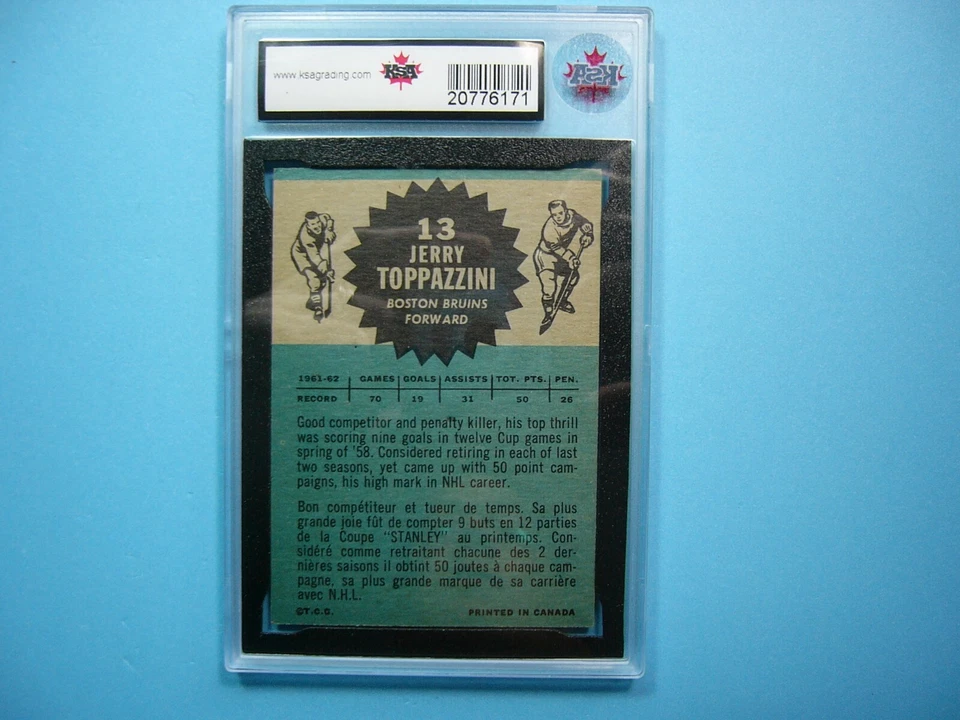 www.ksagrading.com
KSA
20776171
KSA
13
JERRY
TOPPAZZINI
BOSTON BRUINS
FORWARD
1961-62 GAMES GOALS ASSISTS TOT. PTS. PEN.
RECORD 70 19 31 50 26
Good competitor and penalty killer, his top thrill
was scoring nine goals in twelve Cup games in
spring of '58. Considered retiring in each of last
two seasons, yet came up with 50 point cam-
paigns, his high mark in NHL career.
Bon compétiteur et tueur de temps. Sa plus
grande joie fût de compter 9 buts en 12 parties
de la Coupe "STANLEY" au printemps. Con-
sidéré comme retraitant chacune des 2 der-
nières saisons il obtint 50 joutes à chaque cam-
pagne, sa plus grande marque de sa carrière
avec N.H.L.
©T.C.G. PRINTED IN CANADA